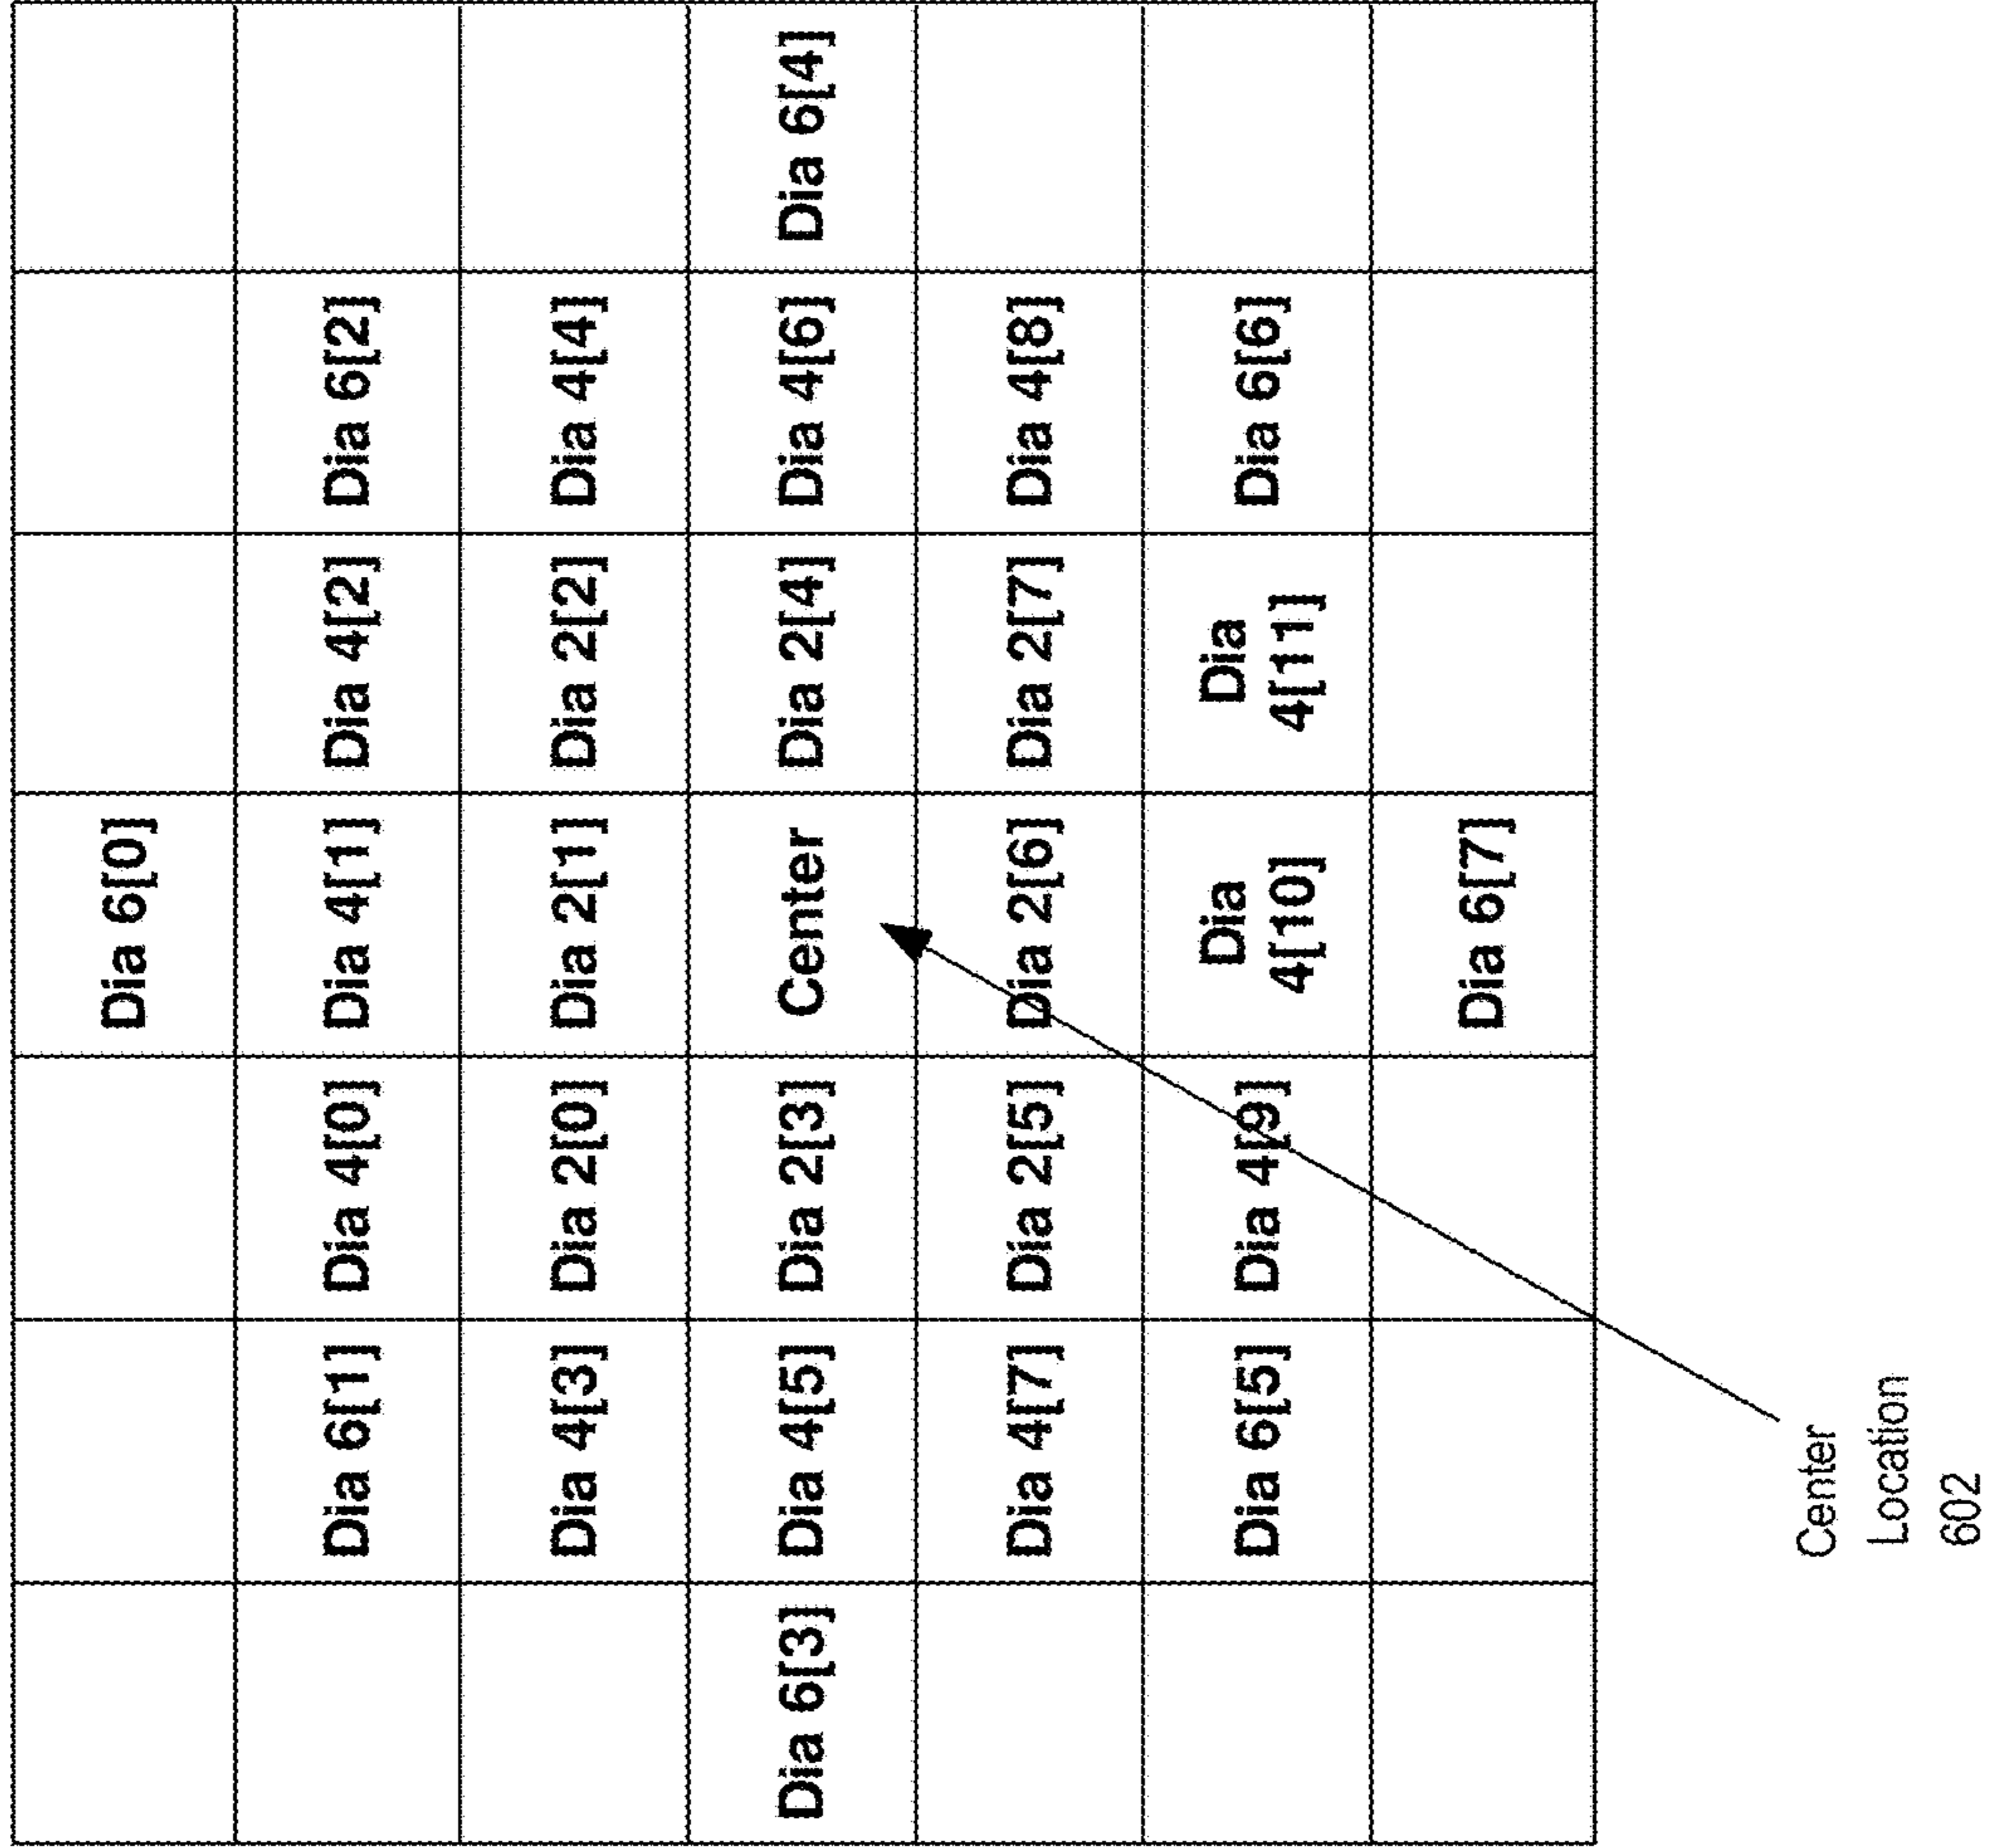 Dia 6[0]
Dia 6[1] Dia 4[0] Dia 4[1] Dia 4[2] Dia 6[2]
Dia 4[3] Dia 2[0] Dia 2[1] Dia 2[2] Dia 4[4]
Dia 6[3] Dia 4[5] Dia 2[3] Center Dia 2[4] Dia 4[6] Dia 6[4]
Dia 4[7] Dia 2[5] Dia 2[6] Dia 2[7] Dia 4[8]
Dia 6[5] Dia 4[9] Dia 4[10] Dia 4[11] Dia 6[6]
Dia 6[7]
Center
Location
602